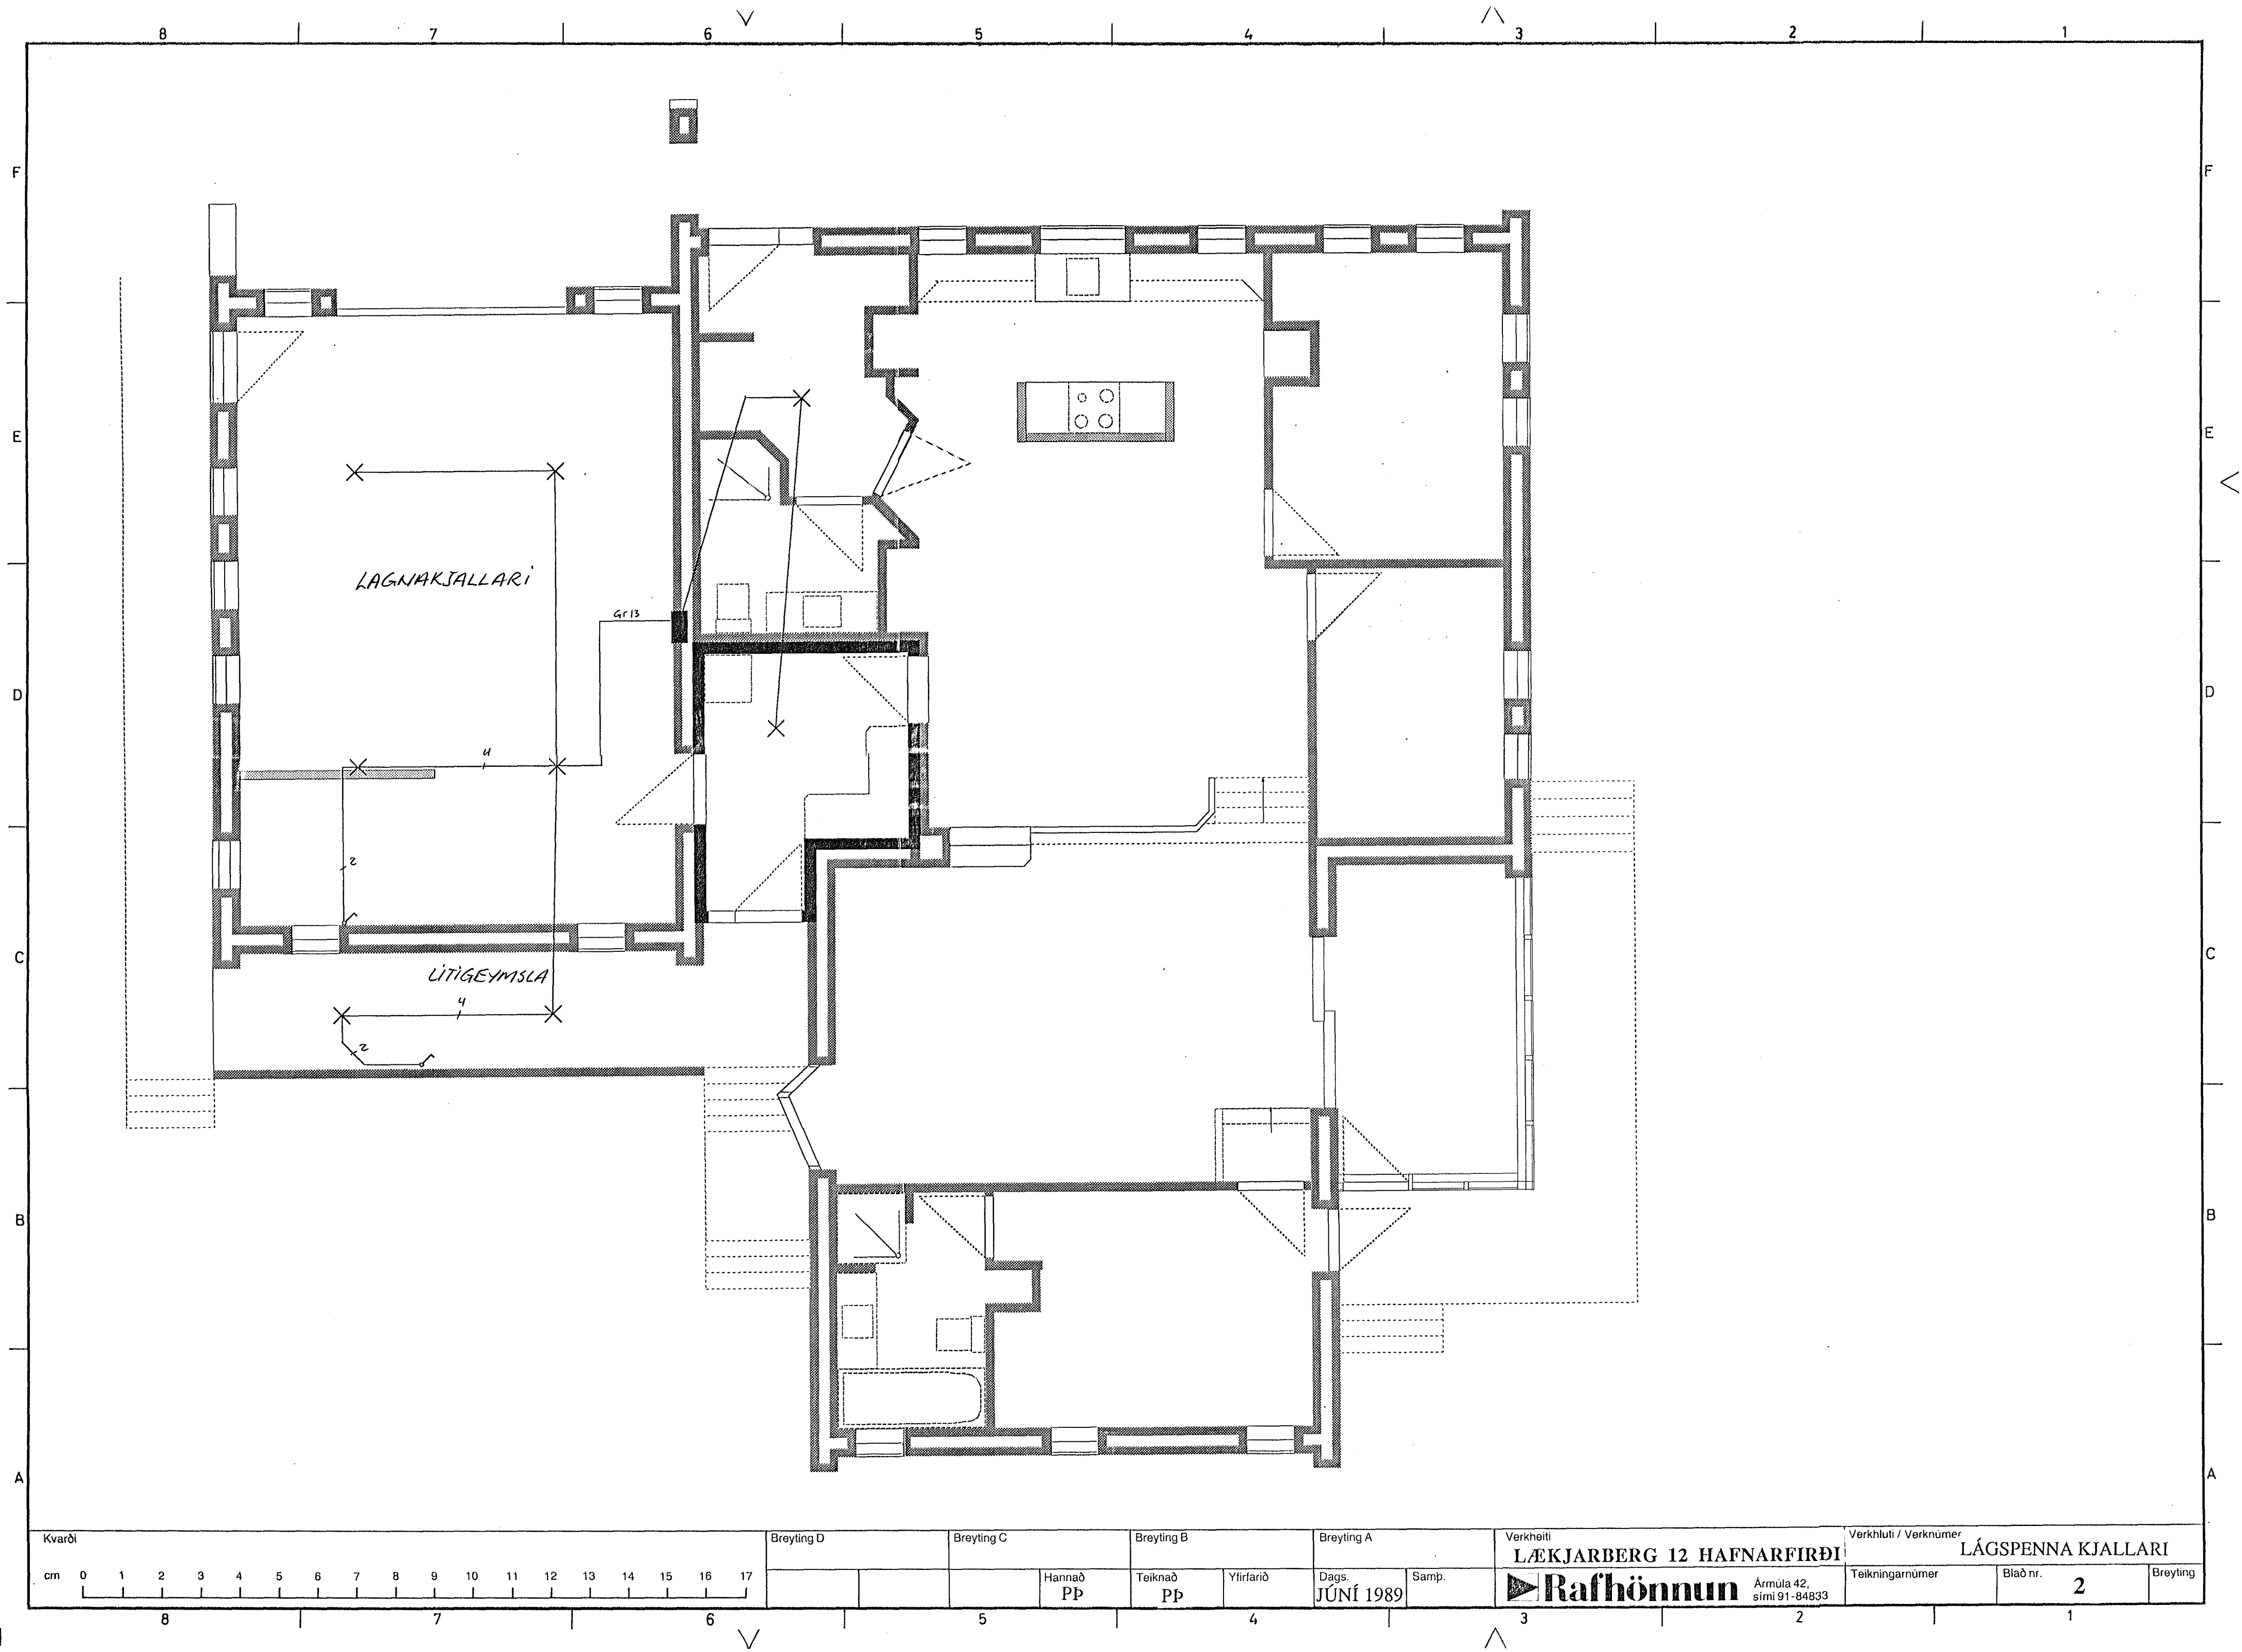 8 7 6 5 4 3 2 1
F F
E E
LAGNAKJALLARI
Gr 13
D D
4
2
C C
ÚTIGEYMSLA
4
2
B B
A A
Kvarði
cm 0 1 2 3 4 5 6 7 8 9 10 11 12 13 14 15 16 17
Breyting D
Breyting C
Breyting B
Breyting A
Hannað
PÞ
Teiknað
PÞ
Yfirfarið
Dags.
JÚNÍ 1989
Samþ.
Verkheiti
LÆKJARBERG 12 HAFNARFIRÐI
Rafhönnun
Ármúla 42,
sími 91-84833
Verkhluti / Verknúmer
LÁGSPENNA KJALLARI
Teikningarnúmer
Blað nr.
2
Breyting
8 7 6 5 4 3 2 1